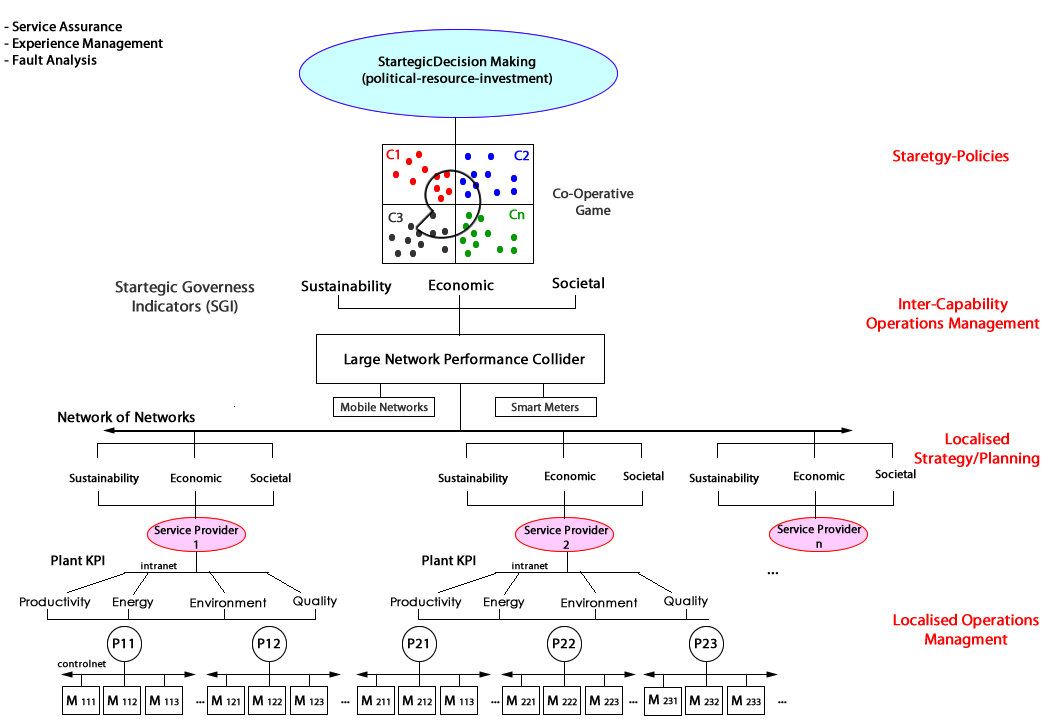 - Service Assurance
- Experience Management
- Fault Analysis
StartegicDecision Making
(political-resource-investment)
C1
C2
C3
Cn
Co-Operative
Game
Staretgy-Policies
Startegic Governess
Indicators (SGI)
Sustainability
Economic
Societal
Inter-Capability
Operations Management
Large Network Performance Collider
Mobile Networks
Smart Meters
Network of Networks
Localised
Strategy/Planning
Sustainability
Economic
Societal
Sustainability
Economic
Societal
Sustainability
Economic
Societal
Service Provider
1
Service Provider
2
Service Provider
n
Plant KPI
intranet
Plant KPI
intranet
...
Productivity
Energy
Environment
Quality
Productivity
Energy
Environment
Quality
Localised Operations
Managment
P11
P12
P21
P22
P23
controlnet
M 111
M 112
M 113
...
M 121
M 122
M 123
...
M 211
M 212
M 113
...
M 221
M 222
M 223
...
M 231
M 232
M 233
...